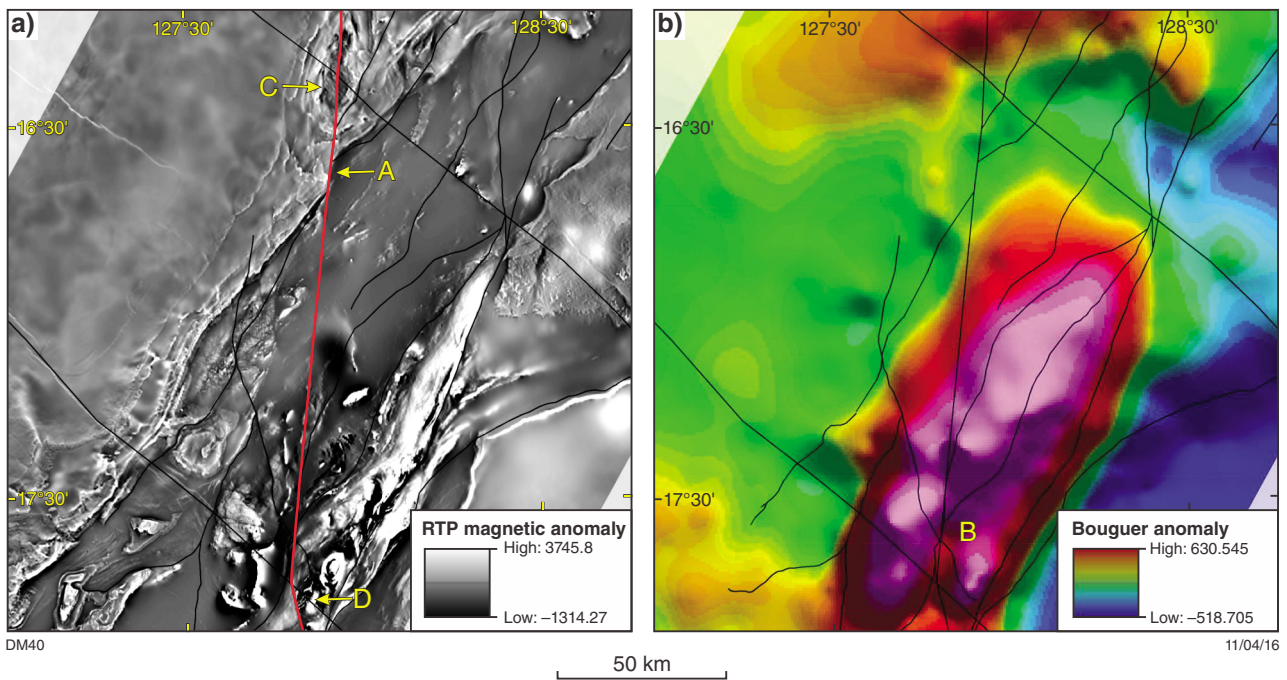 a)
127°30'
128°30'
C
16°30'
A
17°30'
D
RTP magnetic anomaly
High: 3745.8
Low: –1314.27
b)
127°30'
128°30'
16°30'
17°30'
B
Bouguer anomaly
High: 630.545
Low: –518.705
DM40
11/04/16
50 km